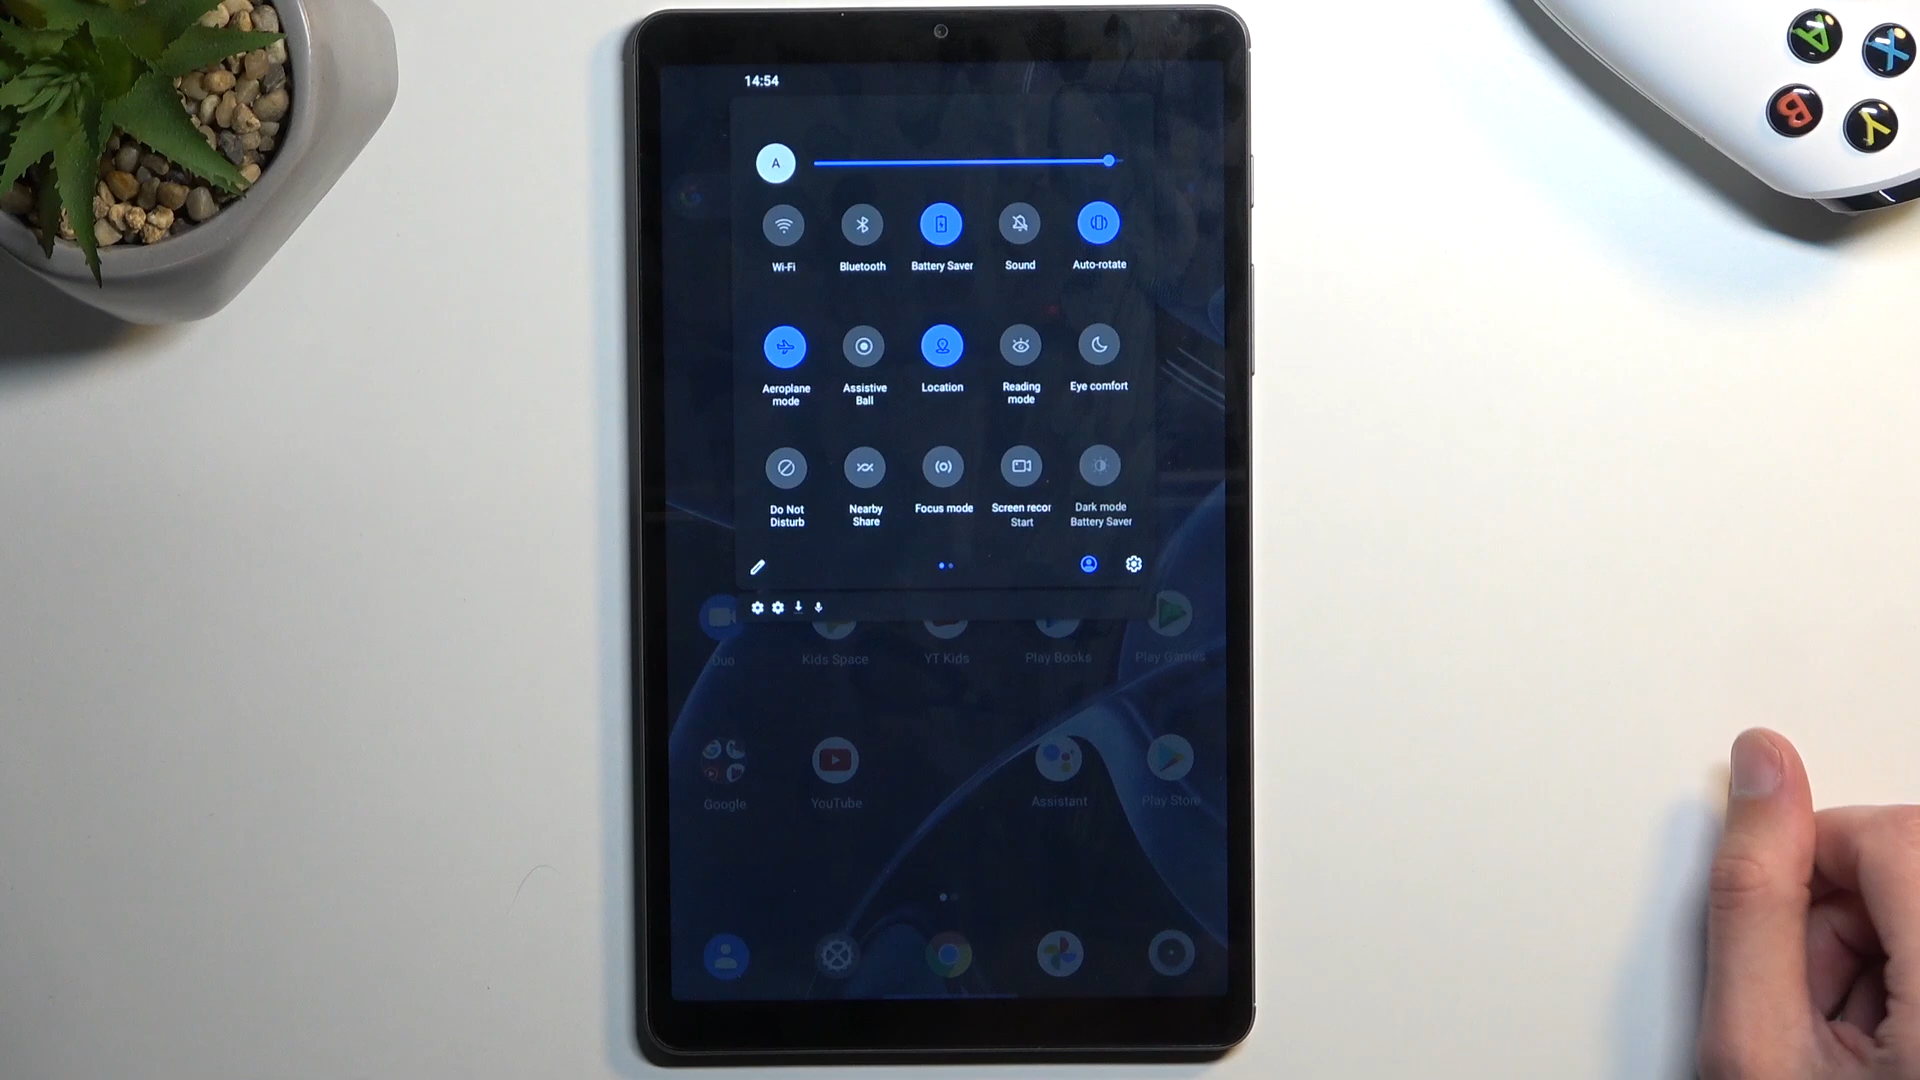 14:54
A
Wi-Fi
Bluetooth
Battery Saver
Sound
Auto-rotate
Aeroplane
mode
Assistive
Ball
Location
Reading
mode
Eye comfort
Do Not
Disturb
Nearby
Share
Focus mode
Screen recor
Start
Dark mode
Battery Saver
Duo
Kids Space
YT Kids
Play Books
Play Games
Google
YouTube
Assistant
Play Store
A
X
B
Y